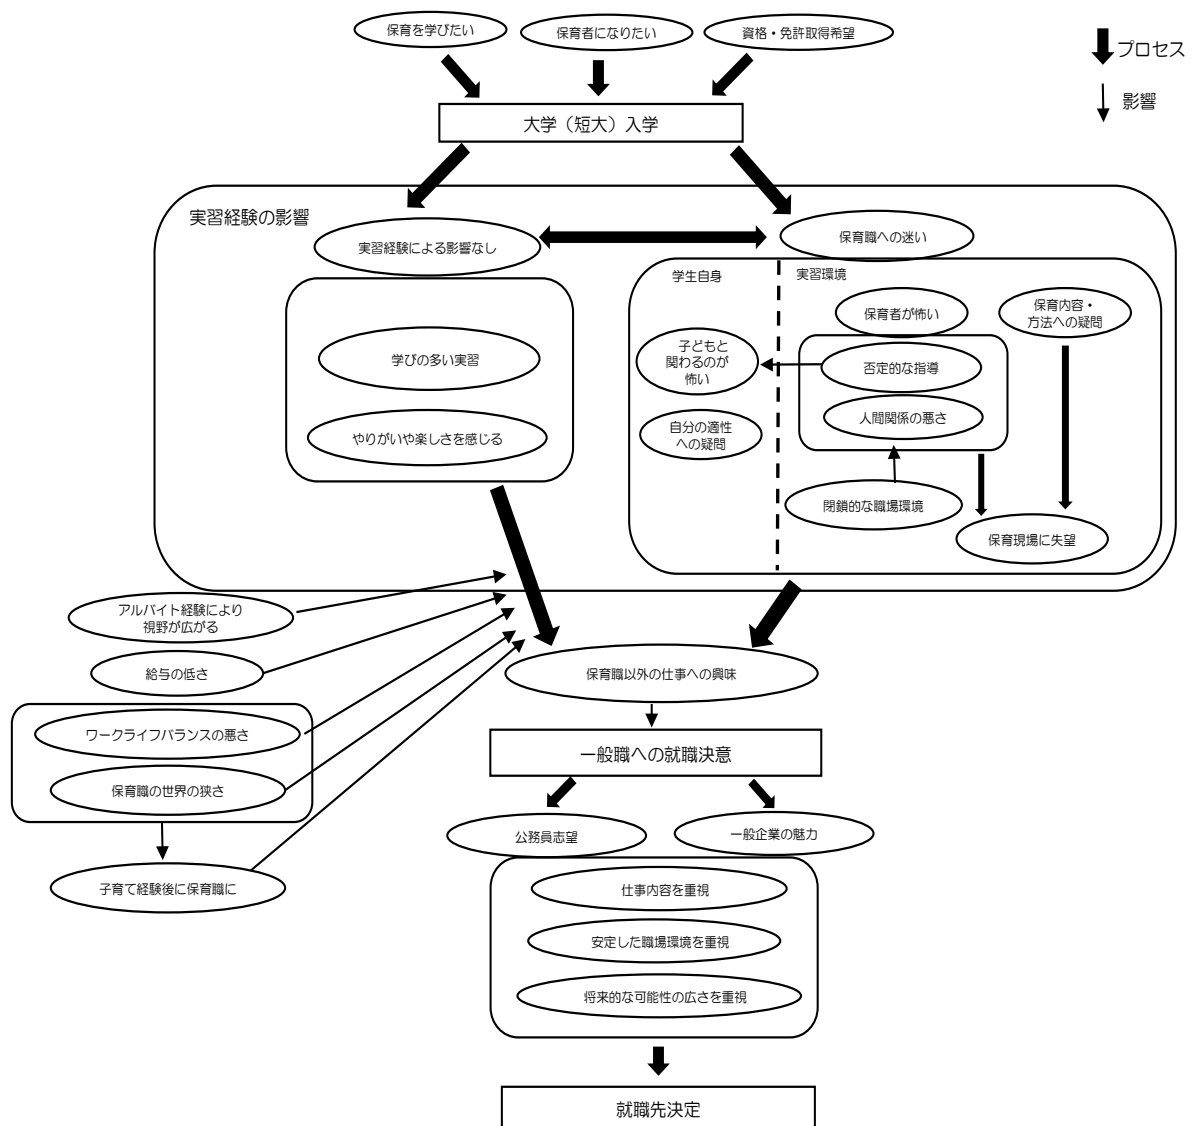 保育を学びたい
保育者になりたい
資格・免許取得希望
プロセス
影響
大学（短大）入学
実習経験の影響
実習経験による影響なし
保育職への迷い
学生自身
実習環境
保育者が怖い
保育内容・
方法への疑問
子どもと
関わるのが
怖い
学びの多い実習
否定的な指導
人間関係の悪さ
やりがいや楽しさを感じる
自分の適性
への疑問
閉鎖的な職場環境
保育現場に失望
アルバイト経験により
視野が広がる
給与の低さ
保育職以外の仕事への興味
ワークライフバランスの悪さ
一般職への就職決意
保育職の世界の狭さ
公務員志望
一般企業の魅力
子育て経験後に保育職に
仕事内容を重視
安定した職場環境を重視
将来的な可能性の広さを重視
就職先決定